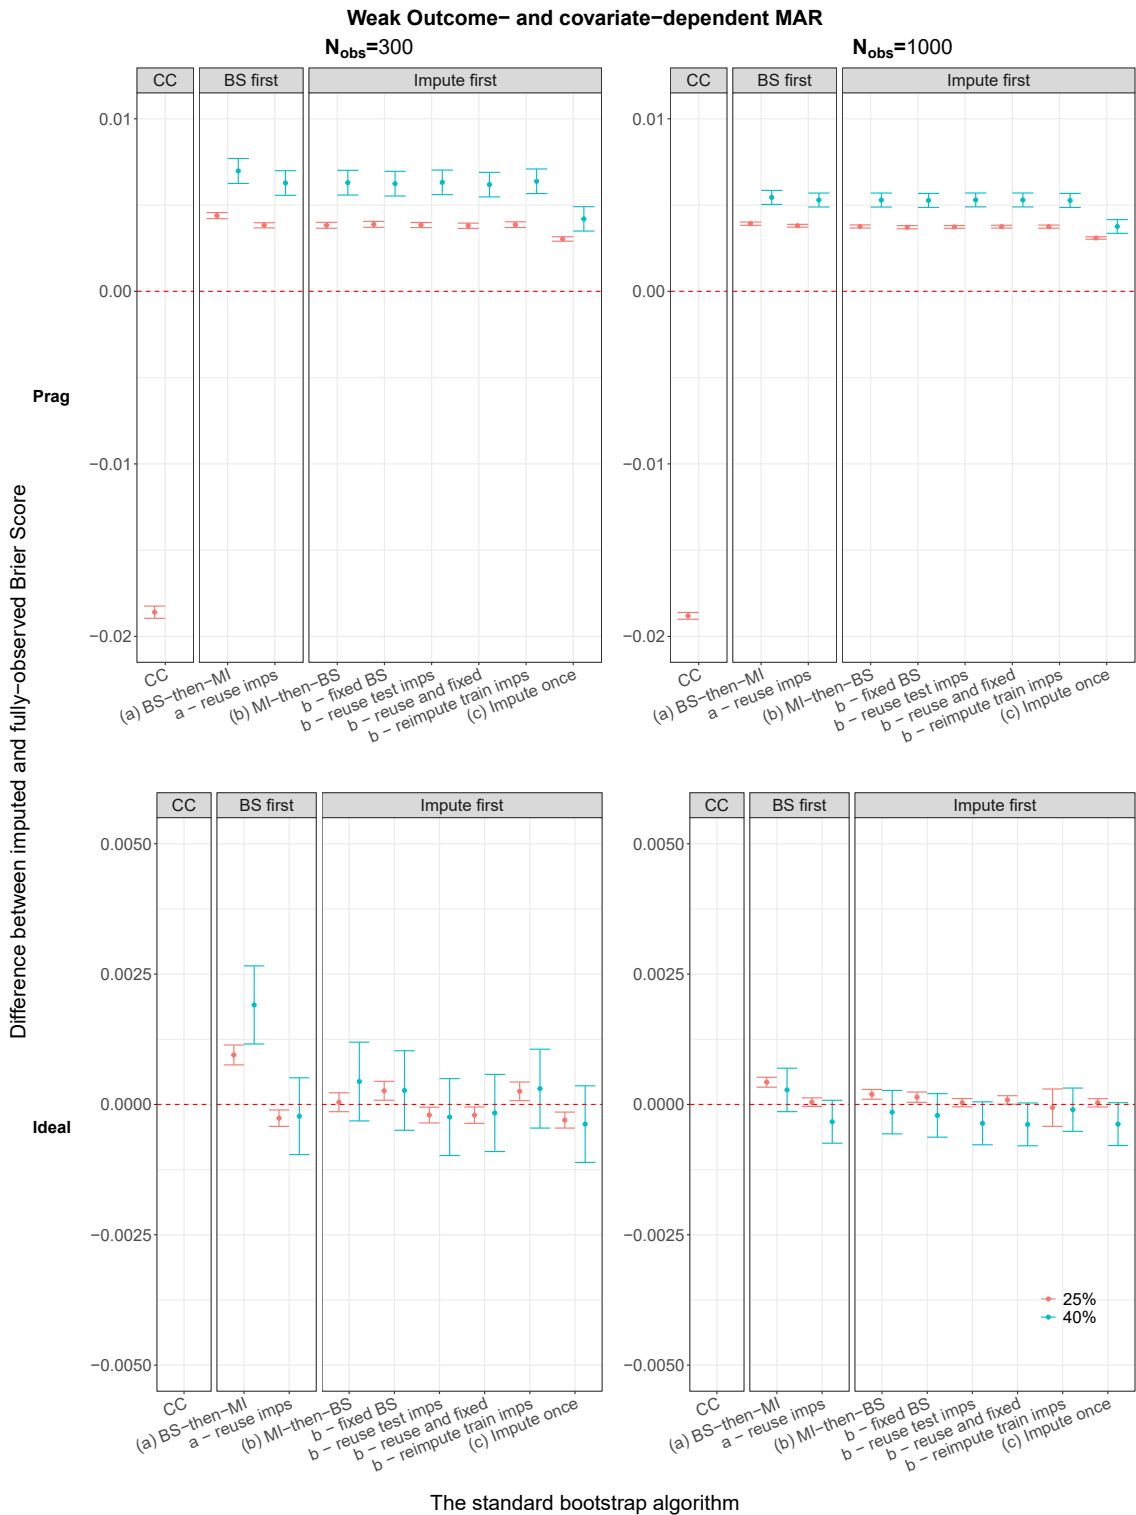 Weak Outcome− and covariate−dependent MAR
N_obs=300
N_obs=1000
CC BS first Impute first
CC BS first Impute first
0.01
0.00
−0.01
−0.02
0.01
0.00
−0.01
−0.02
Prag
CC
(a) BS−then−MI
a − reuse imps
(b) MI−then−BS
b − fixed BS
b − reuse test imps
b − reuse and fixed
b − reimpute train imps
(c) Impute once
CC
(a) BS−then−MI
a − reuse imps
(b) MI−then−BS
b − fixed BS
b − reuse test imps
b − reuse and fixed
b − reimpute train imps
(c) Impute once
Difference between imputed and fully−observed Brier Score
CC BS first Impute first
CC BS first Impute first
0.0050
0.0025
0.0000
−0.0025
−0.0050
0.0050
0.0025
0.0000
−0.0025
−0.0050
Ideal
25%
40%
CC
(a) BS−then−MI
a − reuse imps
(b) MI−then−BS
b − fixed BS
b − reuse test imps
b − reuse and fixed
b − reimpute train imps
(c) Impute once
CC
(a) BS−then−MI
a − reuse imps
(b) MI−then−BS
b − fixed BS
b − reuse test imps
b − reuse and fixed
b − reimpute train imps
(c) Impute once
The standard bootstrap algorithm